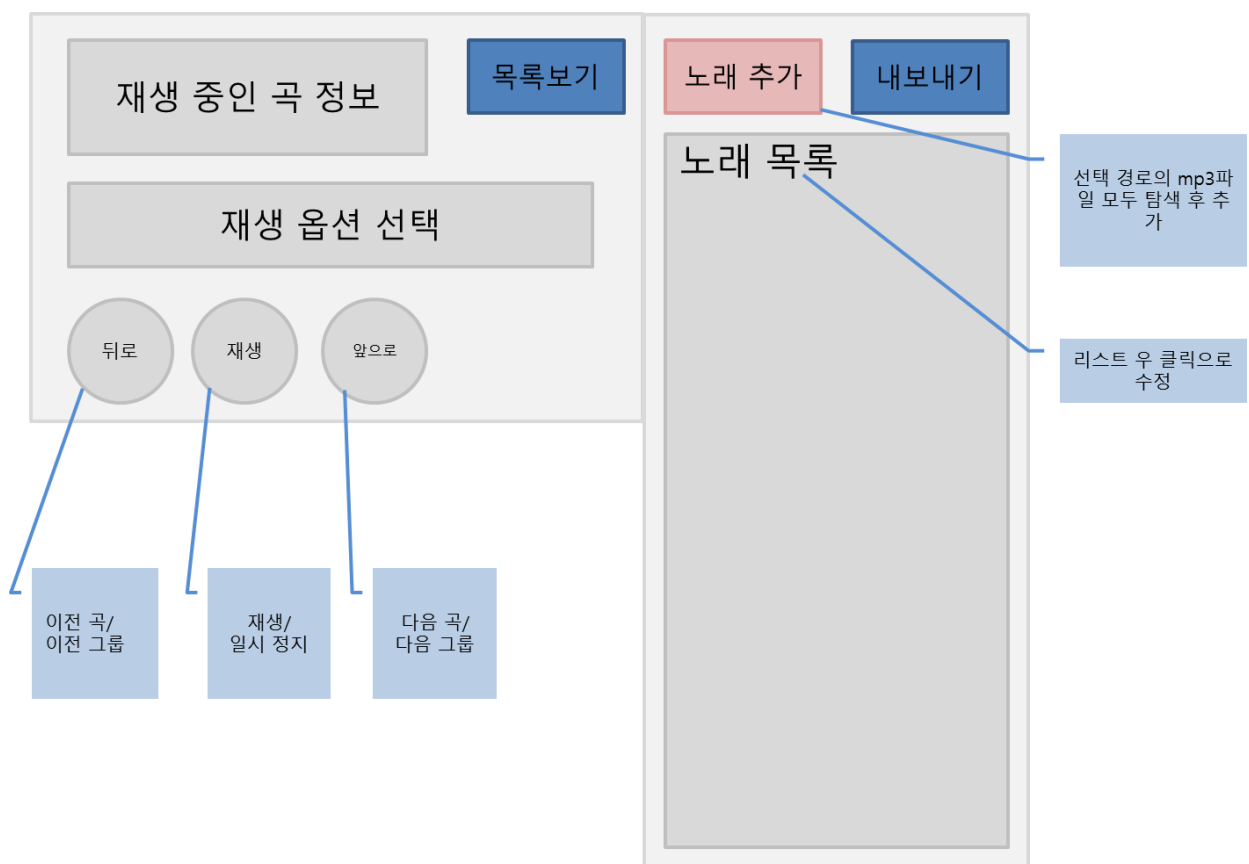 재생 중인 곡 정보
목록보기
재생 옵션 선택
뒤로
재생
앞으로
이전 곡/
이전 그룹
재생/
일시 정지
다음 곡/
다음 그룹
노래 추가
내보내기
노래 목록
선택 경로의 mp3파
일 모두 탐색 후 추
가
리스트 우 클릭으로
수정